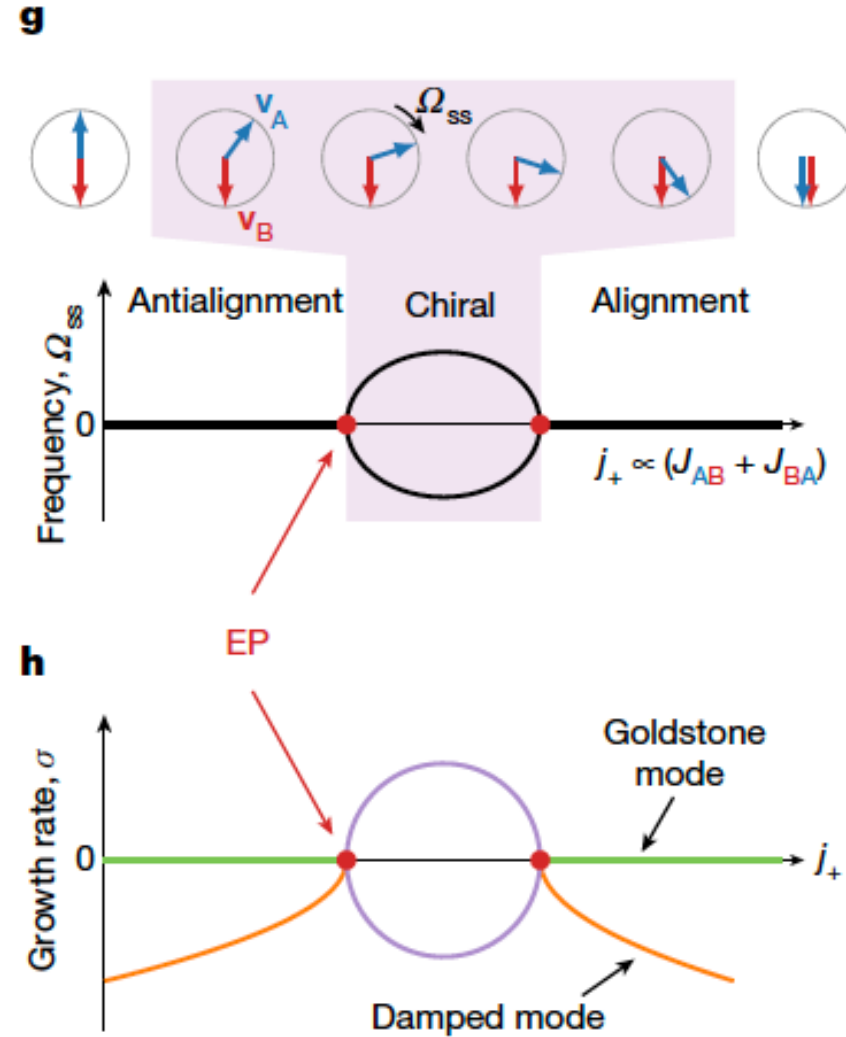 g
v_A
Ω_ss
v_B
Antialignment
Chiral
Alignment
Frequency, Ω_ss
0
j_+ ∝ (J_AB + J_BA)
EP
h
Goldstone
mode
Growth rate, σ
0
j_+
Damped mode